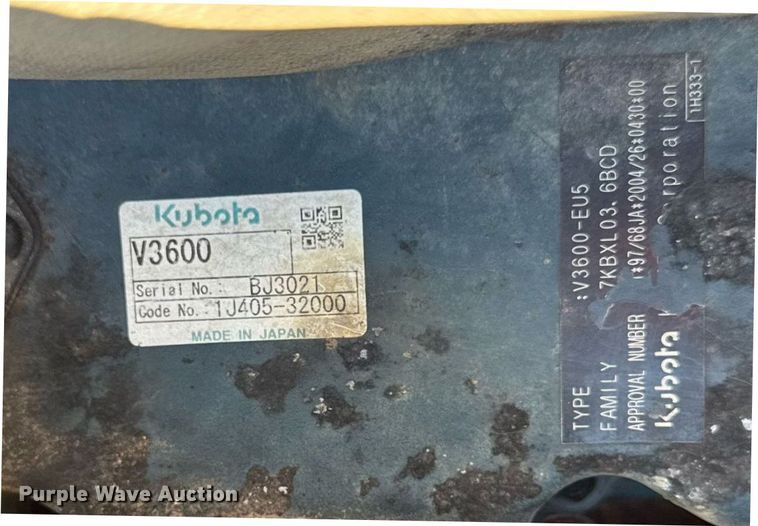 Kubota
V3600
Serial No.: BJ3021
Code No.: 1J405-32000
MADE IN JAPAN
TYPE :V3600-EU5
FAMILY 7KBXL03.6BCD
APPROVAL NUMBER *97/68JA*2004/26*0430*00
Kubota Corporation
1H333-1
Purple Wave Auction